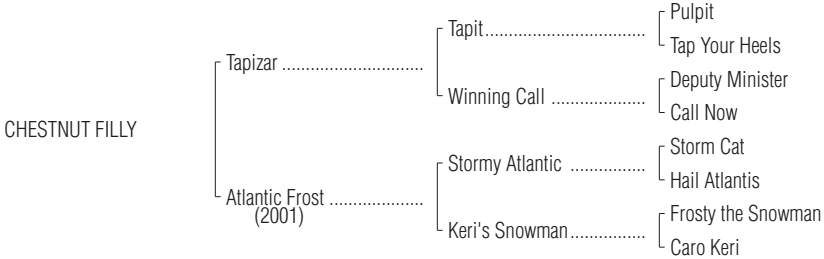 Pulpit
Tapit..................................
Tap Your Heels
Tapizar ..............................
Deputy Minister
Winning Call ....................
Call Now
CHESTNUT FILLY
Storm Cat
Stormy Atlantic ................
Hail Atlantis
Atlantic Frost ....................
(2001)
Frosty the Snowman
Keri's Snowman................
Caro Keri